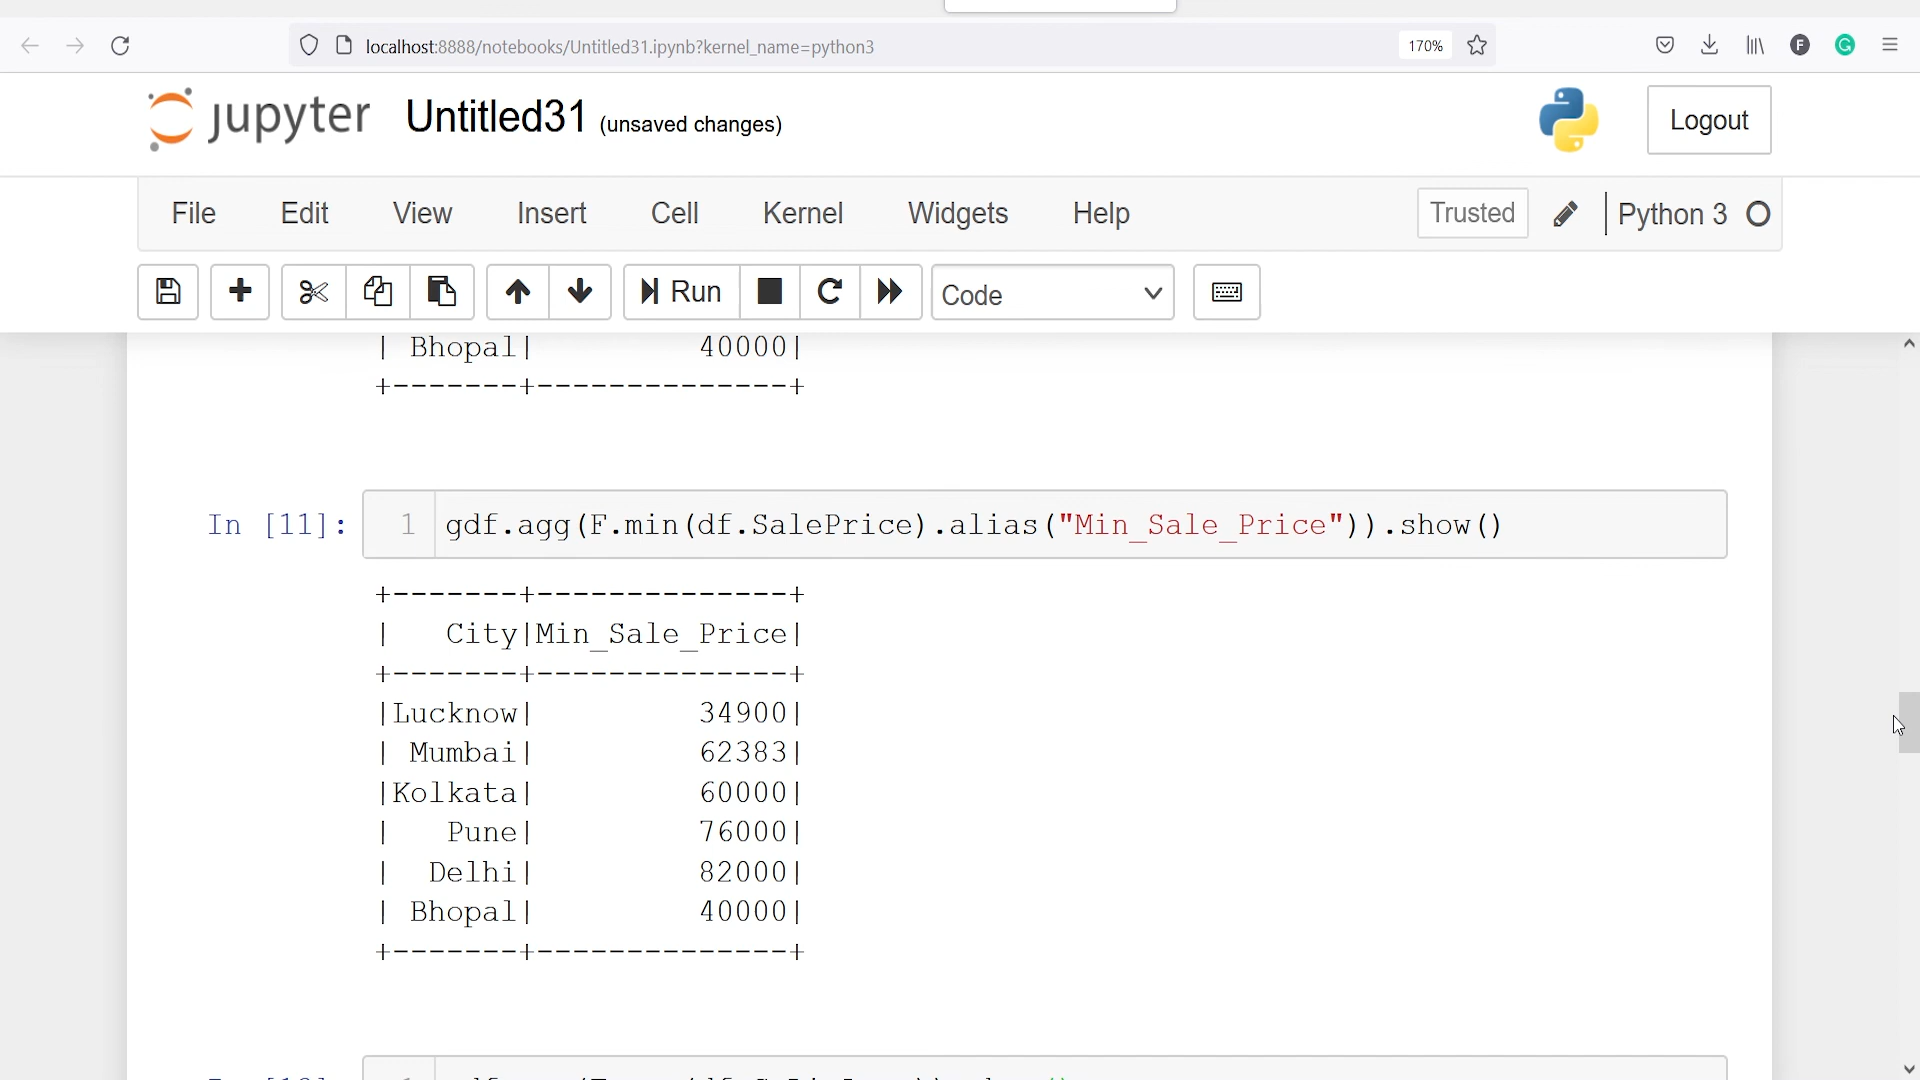 localhost:8888/notebooks/Untitled31.ipynb?kernel_name=python3
170%
F
G
jupyter Untitled31 (unsaved changes)
Logout
File Edit View Insert Cell Kernel Widgets Help
Trusted
Python 3
Run
Code
| Bhopal| 40000|
+-------+--------------+
In [11]: 1 gdf.agg(F.min(df.SalePrice).alias("Min_Sale_Price")).show()
+-------+--------------+
| City|Min_Sale_Price|
+-------+--------------+
|Lucknow| 34900|
| Mumbai| 62383|
|Kolkata| 60000|
| Pune| 76000|
| Delhi| 82000|
| Bhopal| 40000|
+-------+--------------+